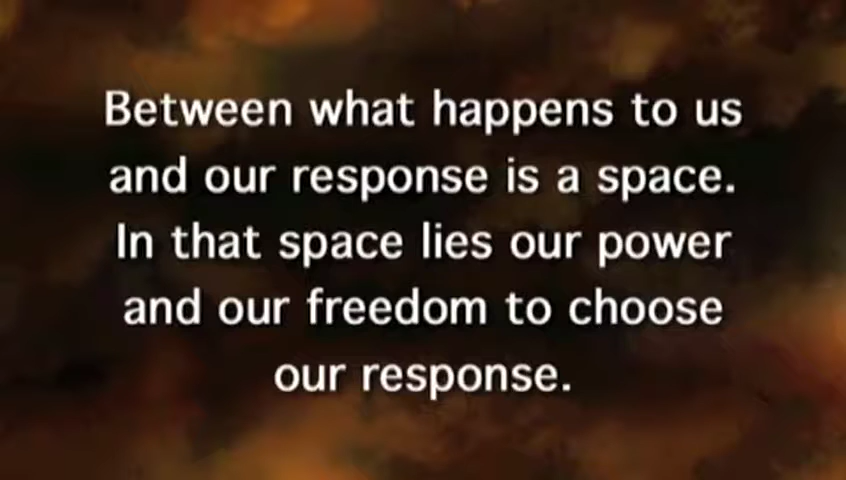 Between what happens to us
and our response is a space.
In that space lies our power
and our freedom to choose
our response.